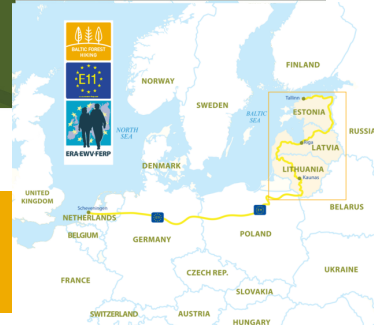 BALTIC FOREST
HIKING
E11
ERA-EWV-FERP
NORWAY
SWEDEN
FINLAND
Tallinn
ESTONIA
RUSSIA
BALTIC
SEA
Riga
LATVIA
LITHUANIA
Kaunas
NORTH
SEA
DENMARK
UNITED
KINGDOM
Scheveningen
NETHERLANDS
BELGIUM
GERMANY
POLAND
BELARUS
CZECH REP.
UKRAINE
FRANCE
SLOVAKIA
SWITZERLAND
AUSTRIA
HUNGARY